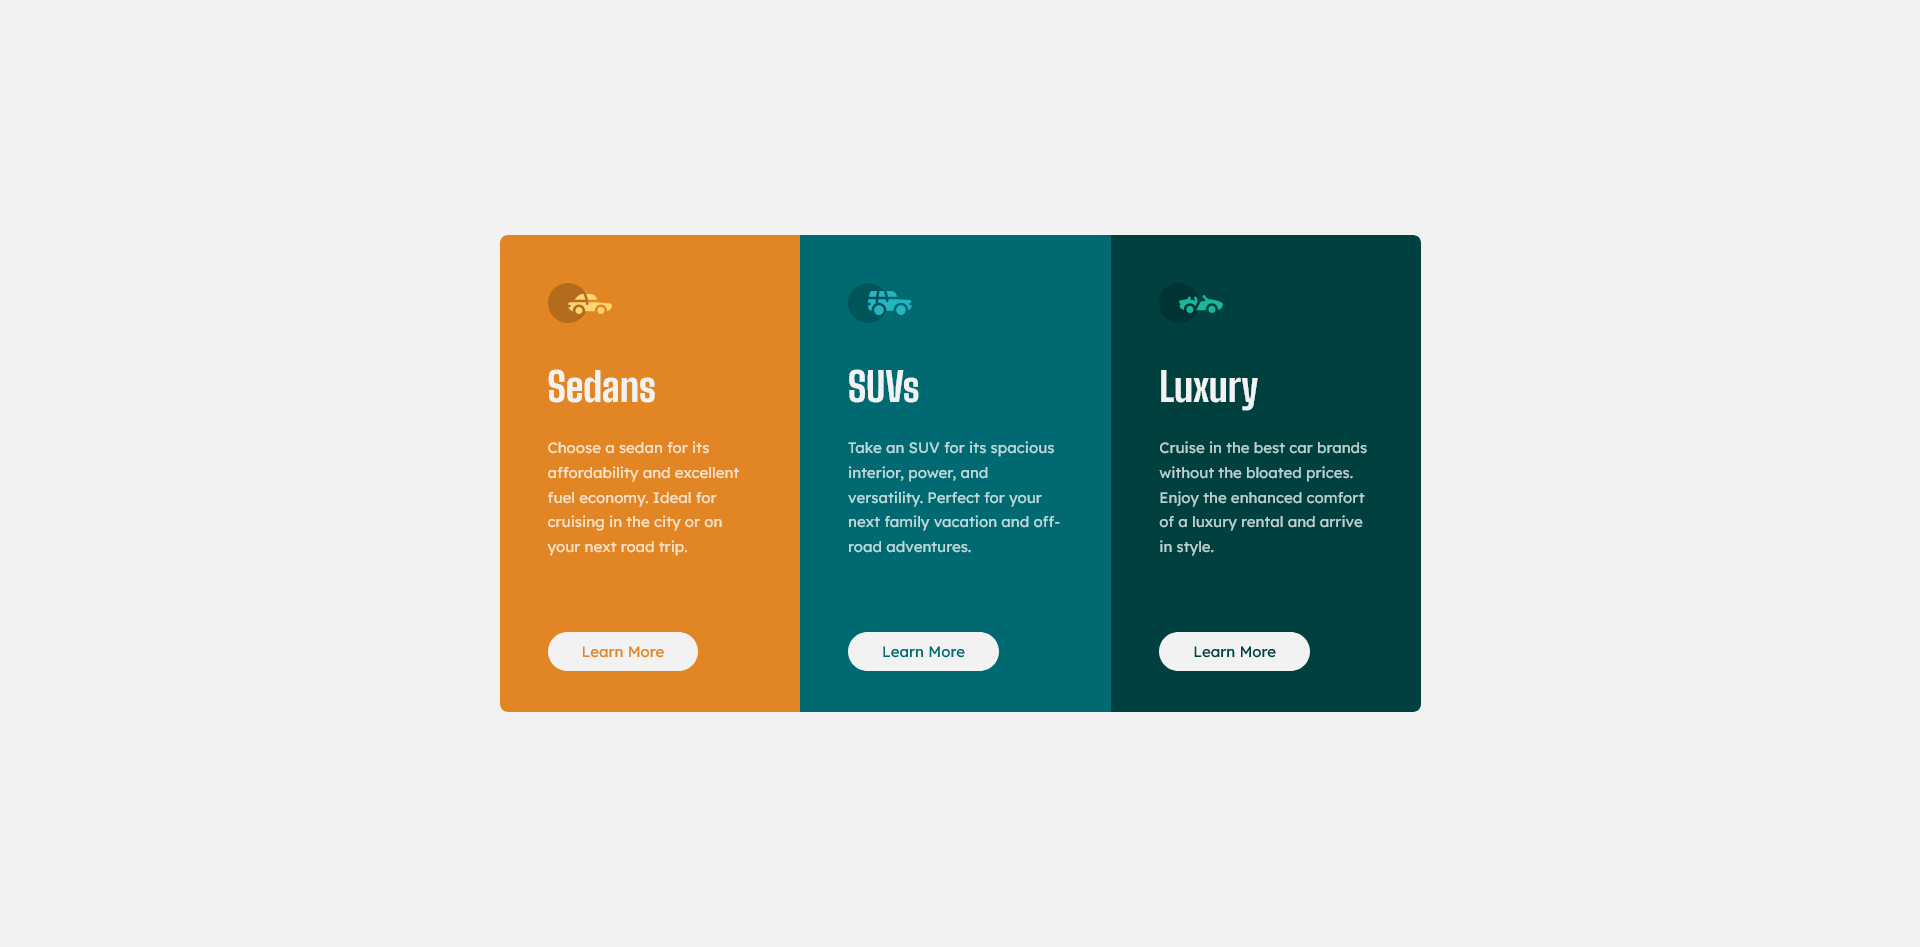 Sedans
Choose a sedan for its
affordability and excellent
fuel economy. Ideal for
cruising in the city or on
your next road trip.
Learn More
SUVs
Take an SUV for its spacious
interior, power, and
versatility. Perfect for your
next family vacation and off-
road adventures.
Learn More
Luxury
Cruise in the best car brands
without the bloated prices.
Enjoy the enhanced comfort
of a luxury rental and arrive
in style.
Learn More